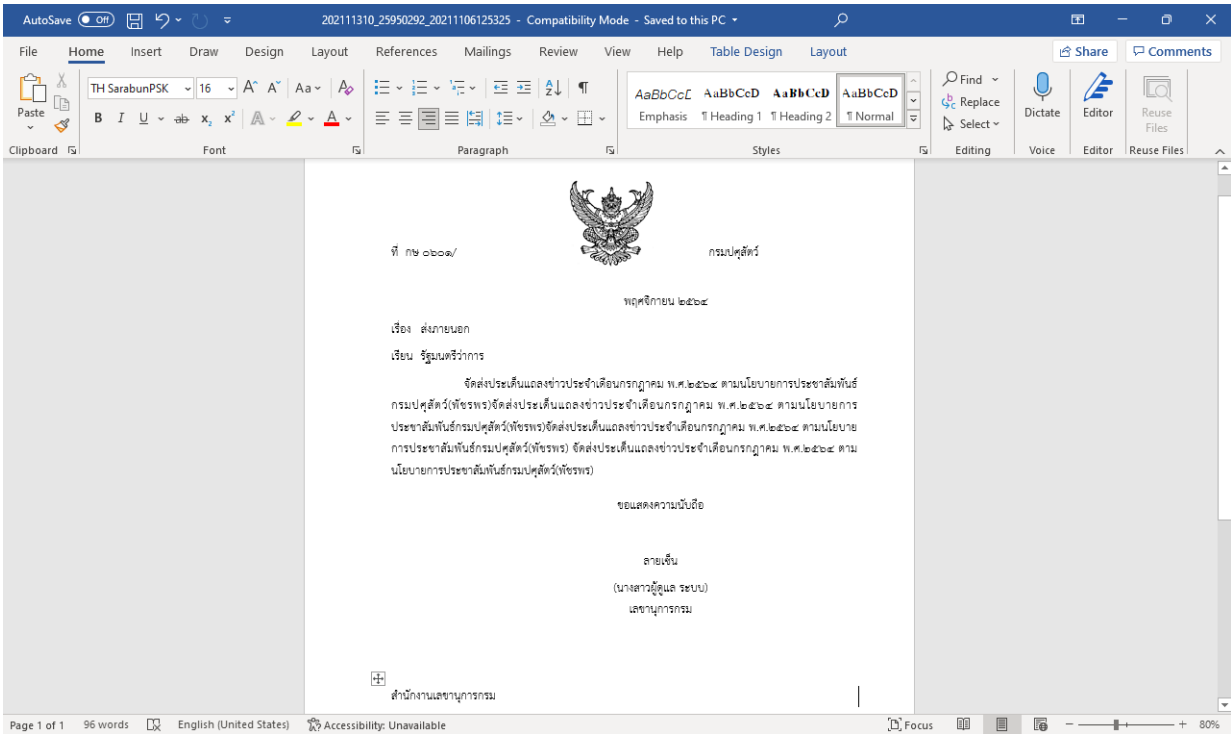 AutoSave Off 202111310_25950292_20211106125325 - Compatibility Mode - Saved to this PC
File Home Insert Draw Design Layout References Mailings Review View Help Table Design Layout Share Comments
Paste
TH SarabunPSK 16 A A Aa A
B I U ab x₂ x² A A
AaBbCcD AaBbCcD AaBbCcD AaBbCcD
Emphasis ¶ Heading 1 ¶ Heading 2 ¶ Normal
Find
Replace
Select
Dictate
Editor
Reuse
Files
Clipboard Font Paragraph Styles Editing Voice Editor Reuse Files
ที่ กษ ๐๖๐๑/ กรมปศุสัตว์
พฤศจิกายน ๒๕๖๔
เรื่อง ส่งภายนอก
เรียน รัฐมนตรีว่าการ
จัดส่งประเด็นแถลงข่าวประจำเดือนกรกฎาคม พ.ศ.๒๕๖๔ ตามนโยบายการประชาสัมพันธ์
กรมปศุสัตว์(พัชรพร)จัดส่งประเด็นแถลงข่าวประจำเดือนกรกฎาคม พ.ศ.๒๕๖๔ ตามนโยบายการ
ประชาสัมพันธ์กรมปศุสัตว์(พัชรพร)จัดส่งประเด็นแถลงข่าวประจำเดือนกรกฎาคม พ.ศ.๒๕๖๔ ตามนโยบาย
การประชาสัมพันธ์กรมปศุสัตว์(พัชรพร) จัดส่งประเด็นแถลงข่าวประจำเดือนกรกฎาคม พ.ศ.๒๕๖๔ ตาม
นโยบายการประชาสัมพันธ์กรมปศุสัตว์(พัชรพร)
ขอแสดงความนับถือ
ลายเซ็น
(นางสาวผู้ดูแล ระบบ)
เลขานุการกรม
สำนักงานเลขานุการกรม
Page 1 of 1 96 words English (United States) Accessibility: Unavailable Focus 80%